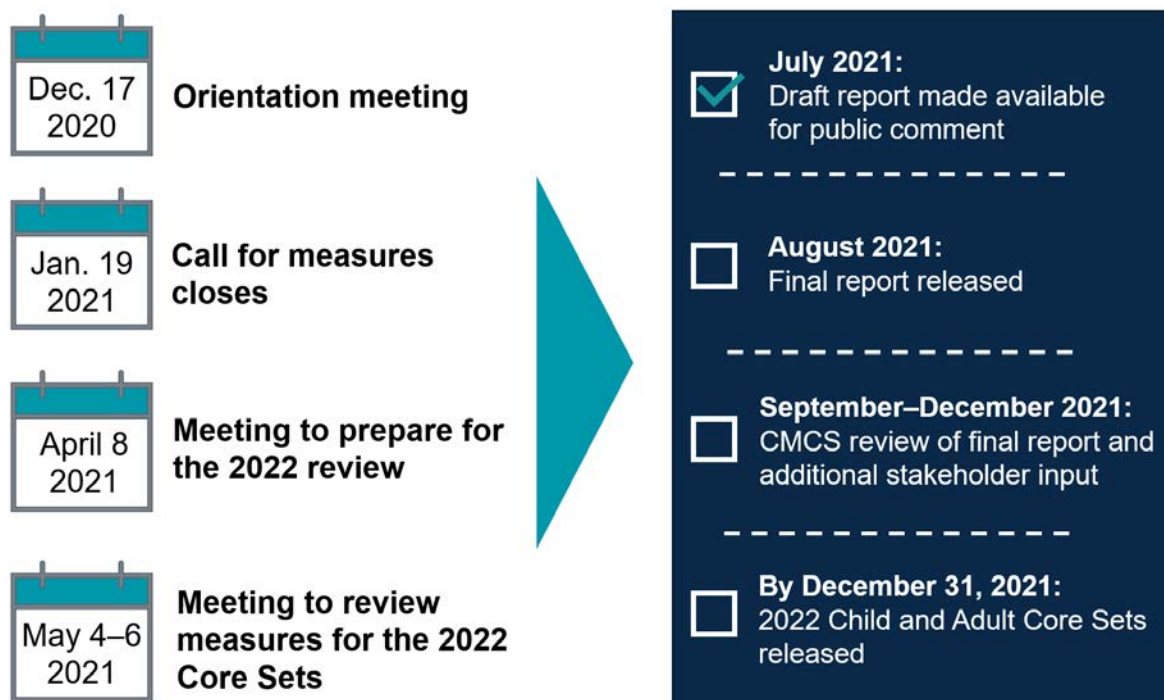 Dec. 17
2020
Orientation meeting
Jan. 19
2021
Call for measures
closes
April 8
2021
Meeting to prepare for
the 2022 review
May 4–6
2021
Meeting to review
measures for the 2022
Core Sets
July 2021:
Draft report made available
for public comment
August 2021:
Final report released
September–December 2021:
CMCS review of final report and
additional stakeholder input
By December 31, 2021:
2022 Child and Adult Core Sets
released